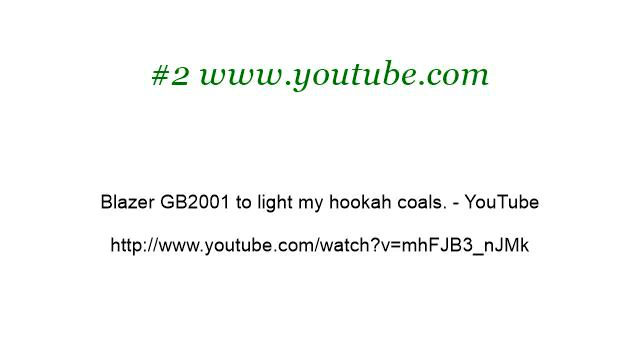 #2 www.youtube.com
Blazer GB2001 to light my hookah coals. - YouTube
http://www.youtube.com/watch?v=mhFJB3_nJMk